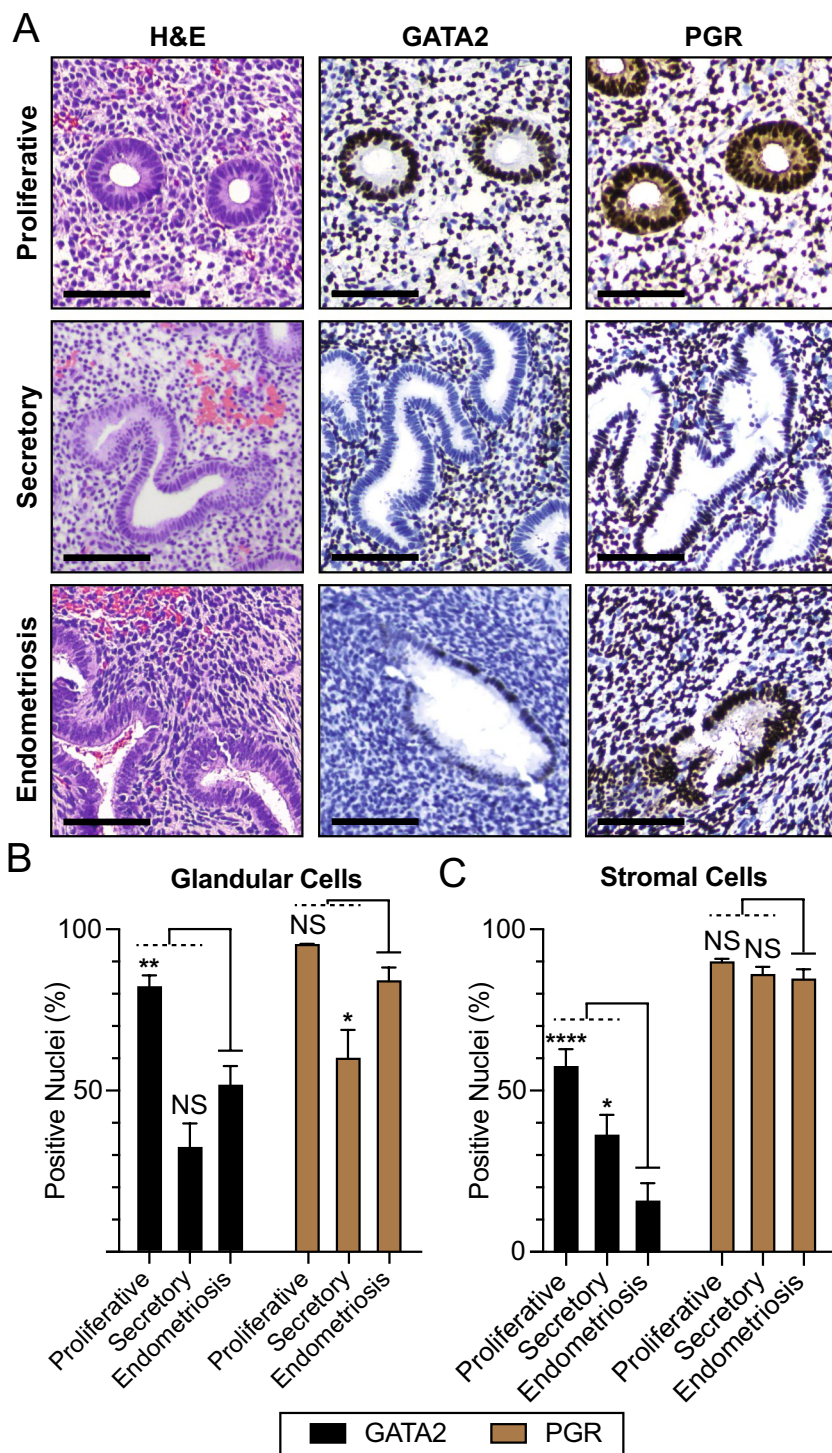 A
H&E GATA2 PGR
Proliferative
Secretory
Endometriosis
B
Glandular Cells
Positive Nuclei (%)
100
50
**
NS
NS
*
Proliferative
Secretory
Endometriosis
Proliferative
Secretory
Endometriosis
C
Stromal Cells
Positive Nuclei (%)
100
50
0
****
*
NS NS
Proliferative
Secretory
Endometriosis
Proliferative
Secretory
Endometriosis
GATA2 PGR